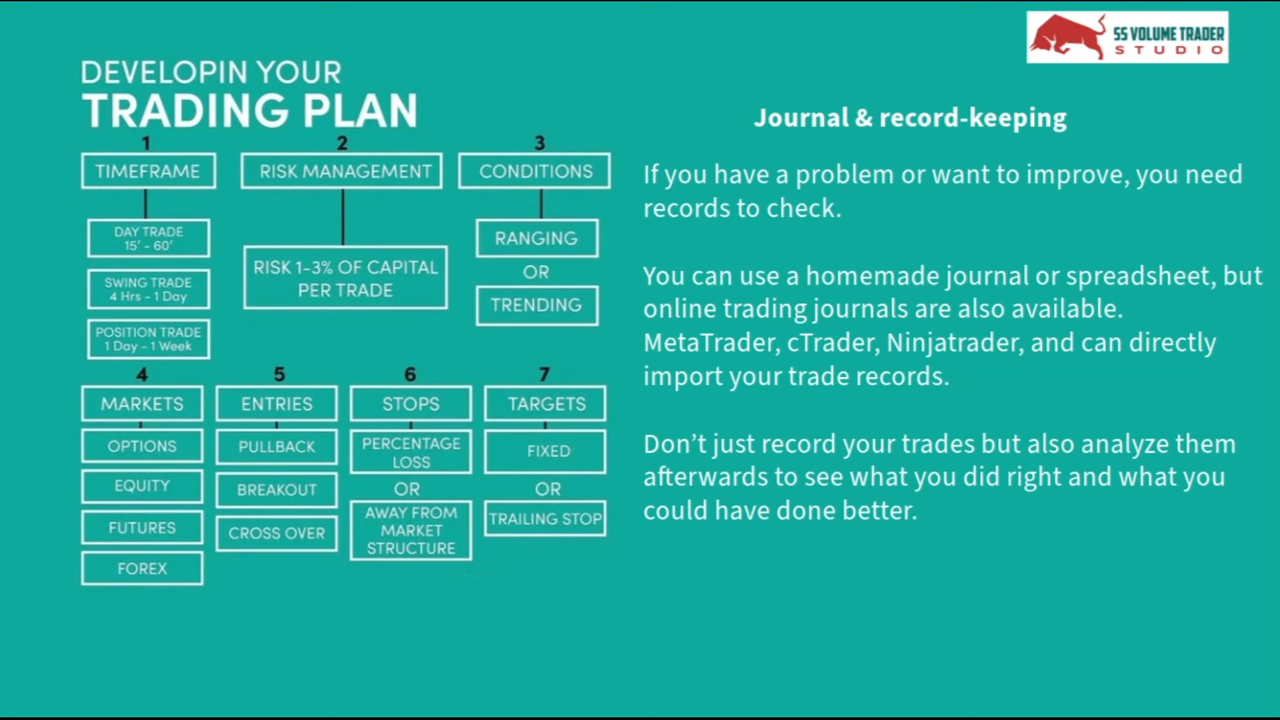 SS VOLUME TRADER
STUDIO
DEVELOPIN YOUR
TRADING PLAN
1
TIMEFRAME
DAY TRADE
15' - 60'
SWING TRADE
4 Hrs - 1 Day
POSITION TRADE
1 Day - 1 Week
2
RISK MANAGEMENT
RISK 1-3% OF CAPITAL
PER TRADE
3
CONDITIONS
RANGING
OR
TRENDING
4
MARKETS
OPTIONS
EQUITY
FUTURES
FOREX
5
ENTRIES
PULLBACK
BREAKOUT
CROSS OVER
6
STOPS
PERCENTAGE
LOSS
OR
AWAY FROM
MARKET
STRUCTURE
7
TARGETS
FIXED
OR
TRAILING STOP
Journal & record-keeping
If you have a problem or want to improve, you need
records to check.
You can use a homemade journal or spreadsheet, but
online trading journals are also available.
MetaTrader, cTrader, Ninjatrader, and can directly
import your trade records.
Don’t just record your trades but also analyze them
afterwards to see what you did right and what you
could have done better.